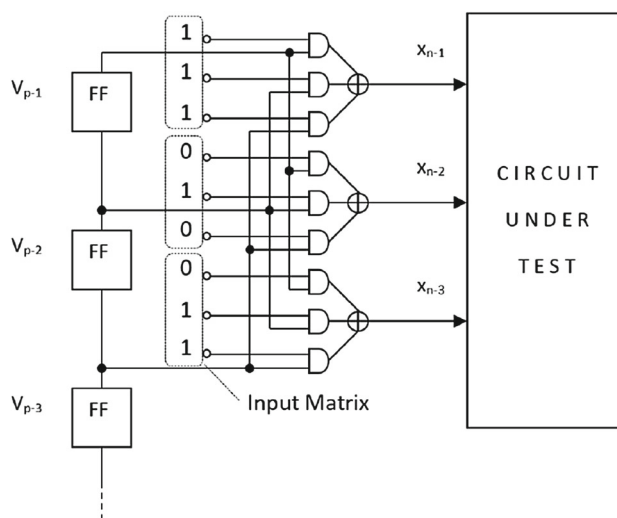 1
x_{n-1}
V_{p-1}
FF
1
1
0
x_{n-2}
CIRCUIT
1
UNDER
V_{p-2}
FF
0
TEST
0
x_{n-3}
1
1
V_{p-3}
FF
Input Matrix